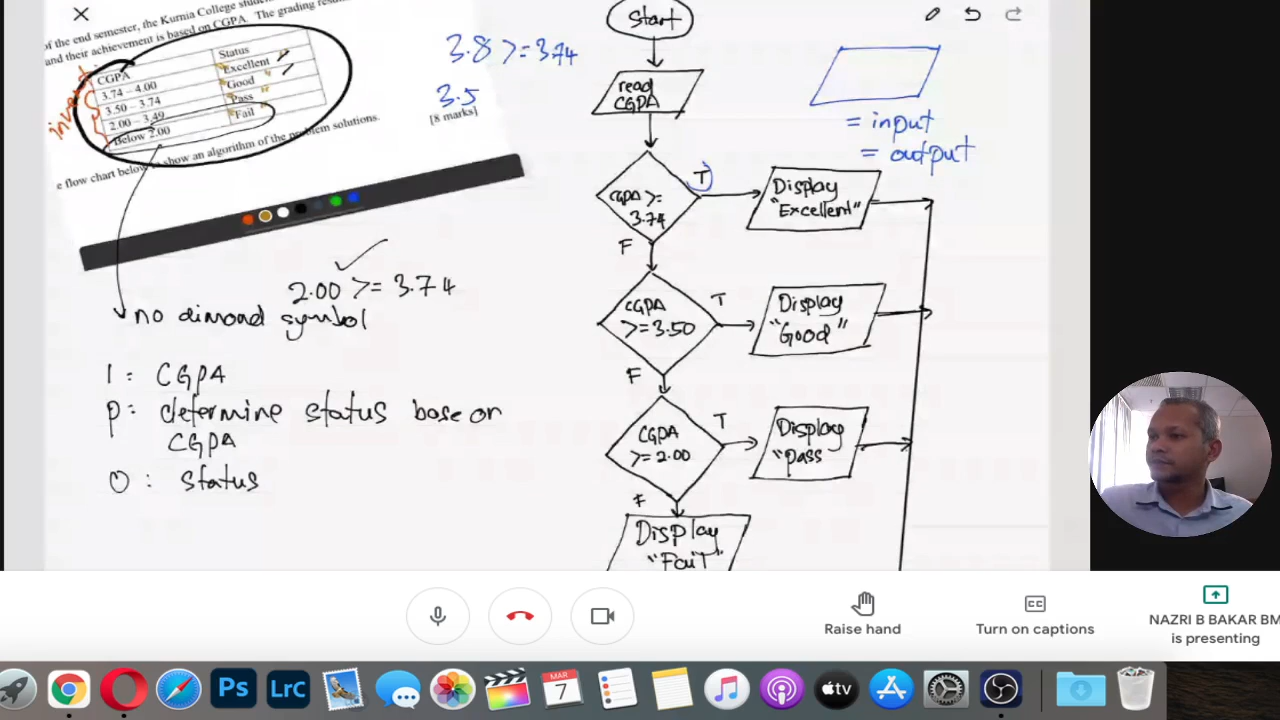 of the end semester, the Kurnia College
and their achievement is based on CGPA. The grading
CGPA Status
3.74 – 4.00 Excellent
3.50 – 3.74 Good
2.00 – 3.49 Pass
Below 2.00 Fail
[8 marks]
e flow chart below to show an algorithm of the problem solutions.
3.8 >= 3.74
3.5
2.00 >= 3.74
no dimond symbol
I : CGPA
P : determine status base on
CGPA
O : status
Start
read
CGPA
CGPA >=
3.74
T
F
Display
"Excellent"
CGPA
>= 3.50
T
F
Display
"Good"
CGPA
>= 2.00
T
F
Display
"Pass
Display
"Fail"
= input
= output
Raise hand
Turn on captions
NAZRI B BAKAR BM
is presenting
Ps
LrC
MAR
7
tv